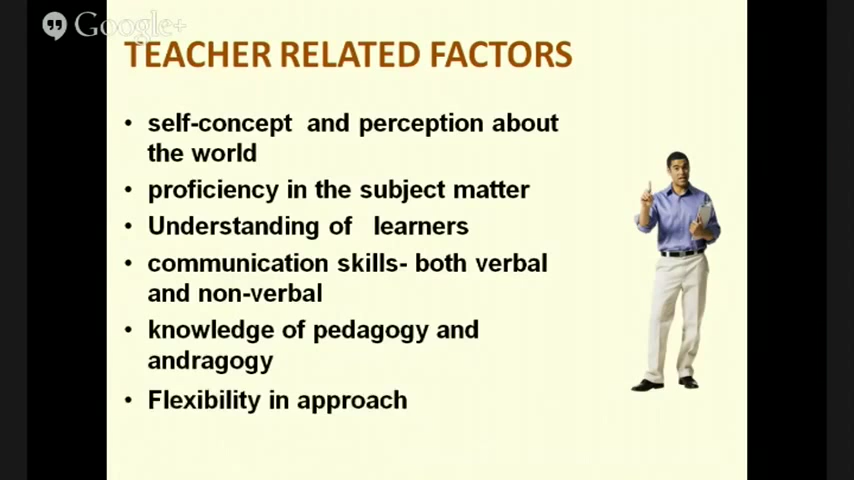 Google+
TEACHER RELATED FACTORS
• self-concept and perception about
the world
• proficiency in the subject matter
• Understanding of learners
• communication skills- both verbal
and non-verbal
• knowledge of pedagogy and
andragogy
• Flexibility in approach